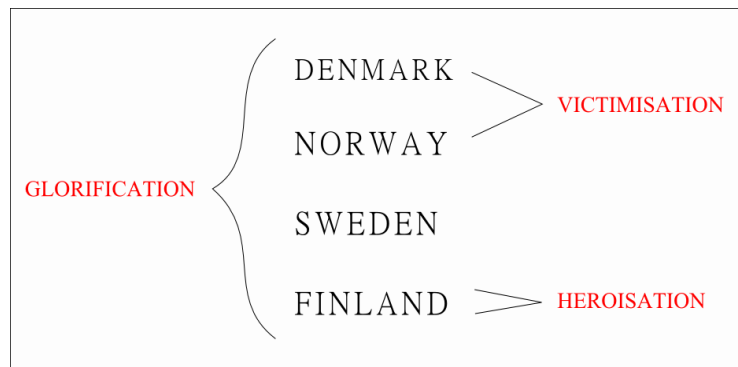 DENMARK
VICTIMISATION
NORWAY
GLORIFICATION
SWEDEN
FINLAND
HEROISATION